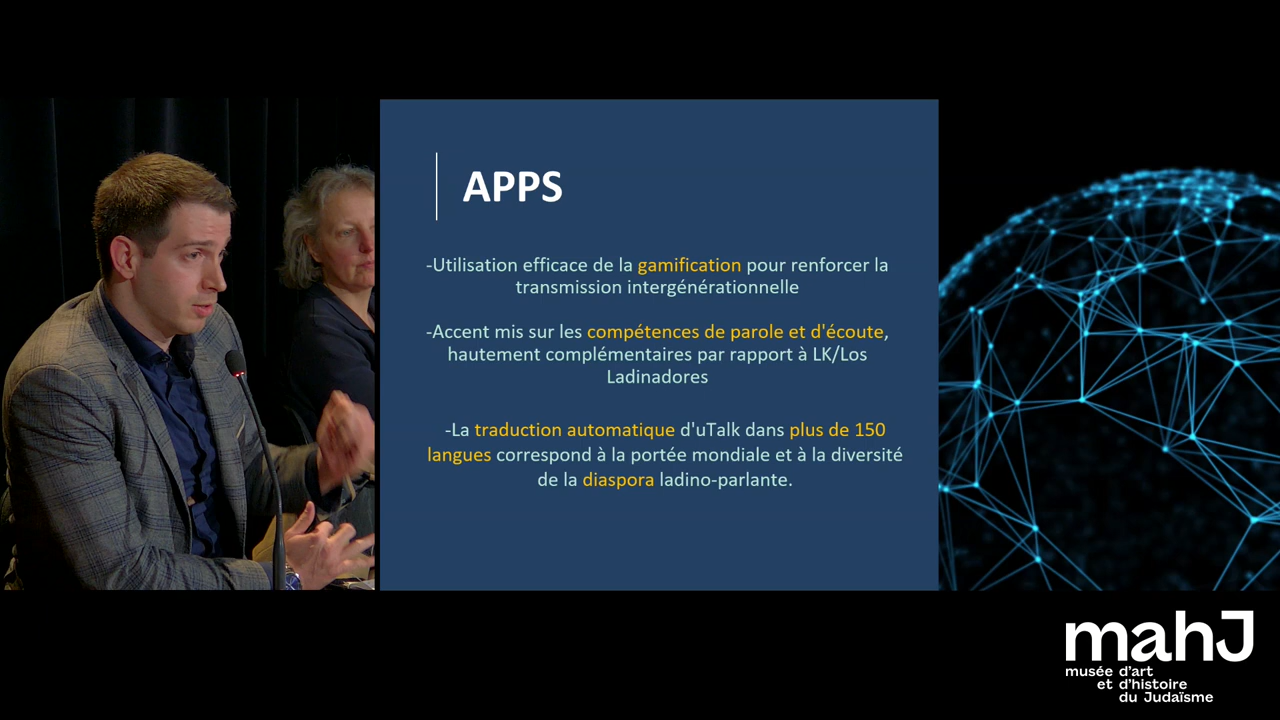 APPS
-Utilisation efficace de la gamification pour renforcer la
transmission intergénérationnelle
-Accent mis sur les compétences de parole et d'écoute,
hautement complémentaires par rapport à LK/Los
Ladinadores
-La traduction automatique d'uTalk dans plus de 150
langues correspond à la portée mondiale et à la diversité
de la diaspora ladino-parlante.
mahJ
musée d'art
et d'histoire
du Judaïsme